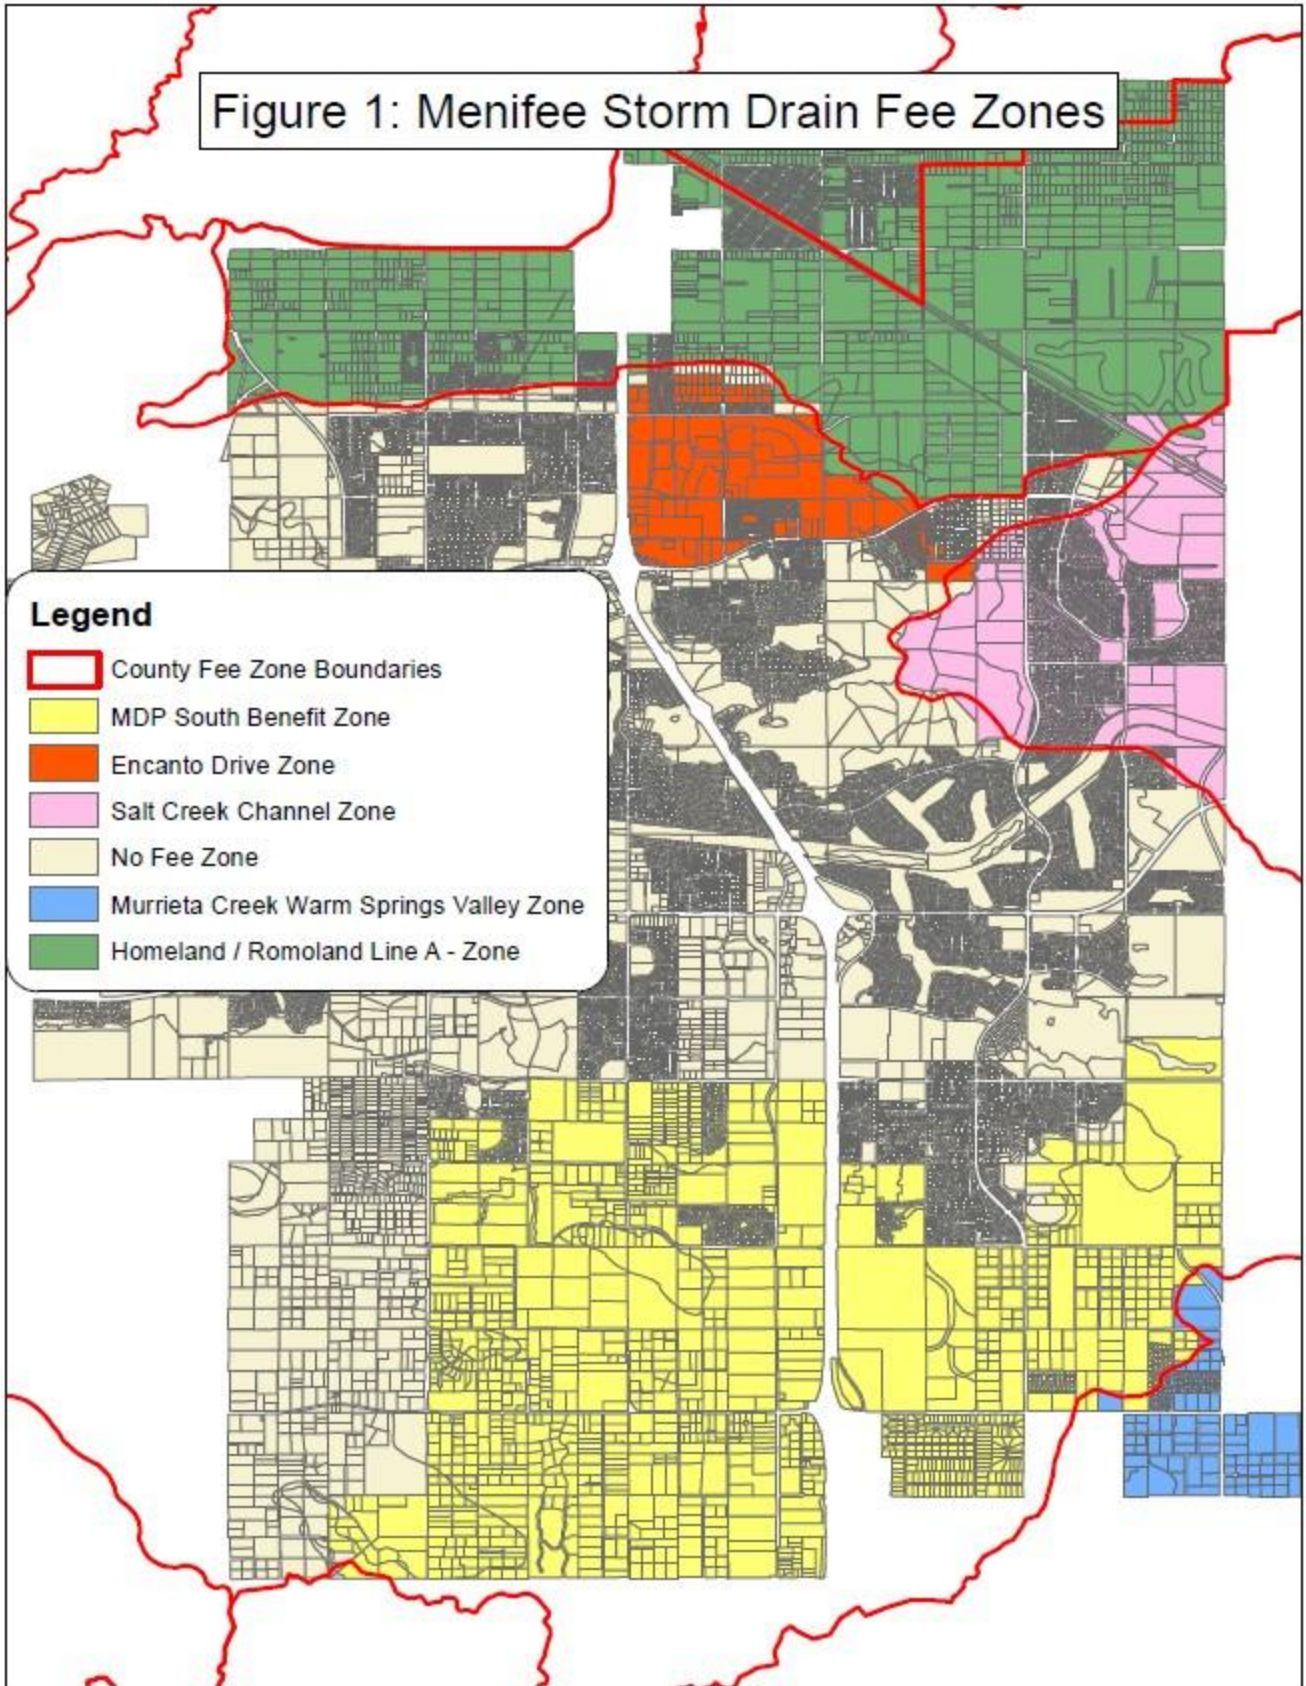 Figure 1: Menifee Storm Drain Fee Zones
Legend
County Fee Zone Boundaries
MDP South Benefit Zone
Encanto Drive Zone
Salt Creek Channel Zone
No Fee Zone
Murrieta Creek Warm Springs Valley Zone
Homeland / Romoland Line A - Zone